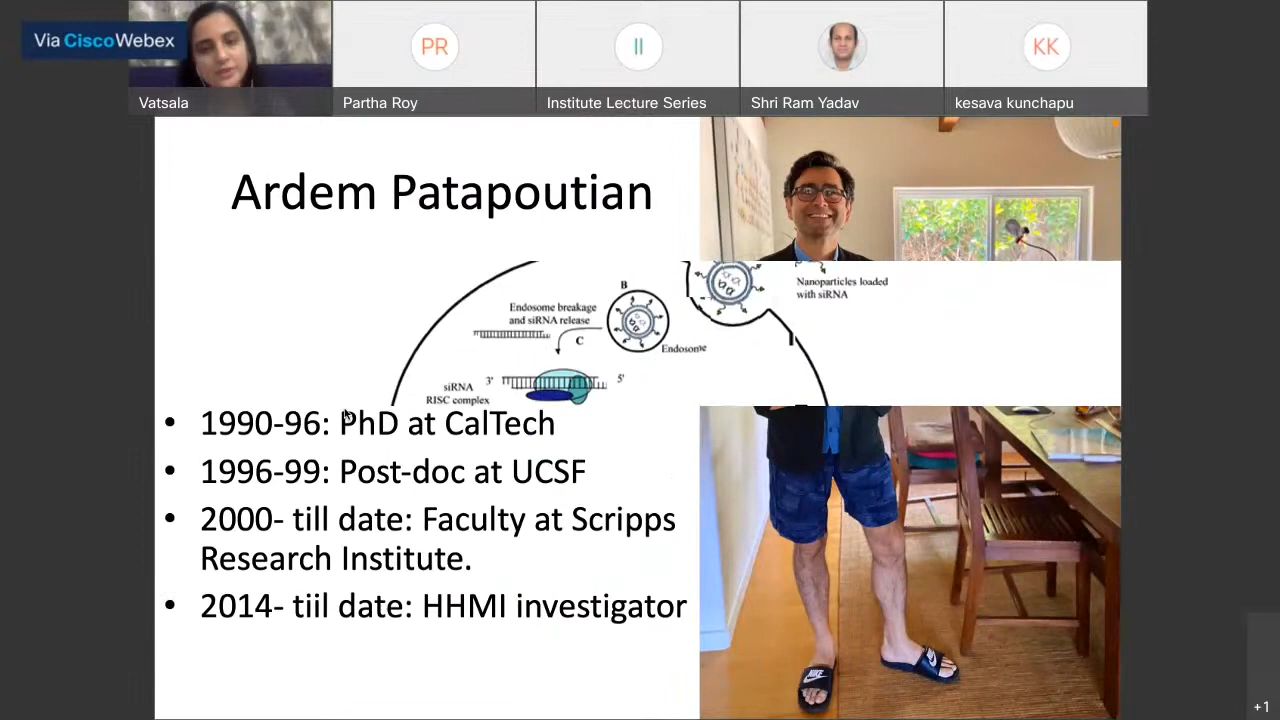 Via CiscoWebex
PR
II
KK
Vatsala
Partha Roy
Institute Lecture Series
Shri Ram Yadav
kesava kunchapu
Ardem Patapoutian
B
Nanoparticles loaded
with siRNA
Endosome breakage
and siRNA release
C
Endosome
siRNA
RISC complex
3'
5'
• 1990-96: PhD at CalTech
• 1996-99: Post-doc at UCSF
• 2000- till date: Faculty at Scripps
Research Institute.
• 2014- tiil date: HHMI investigator
NIKE
NIKE
+1